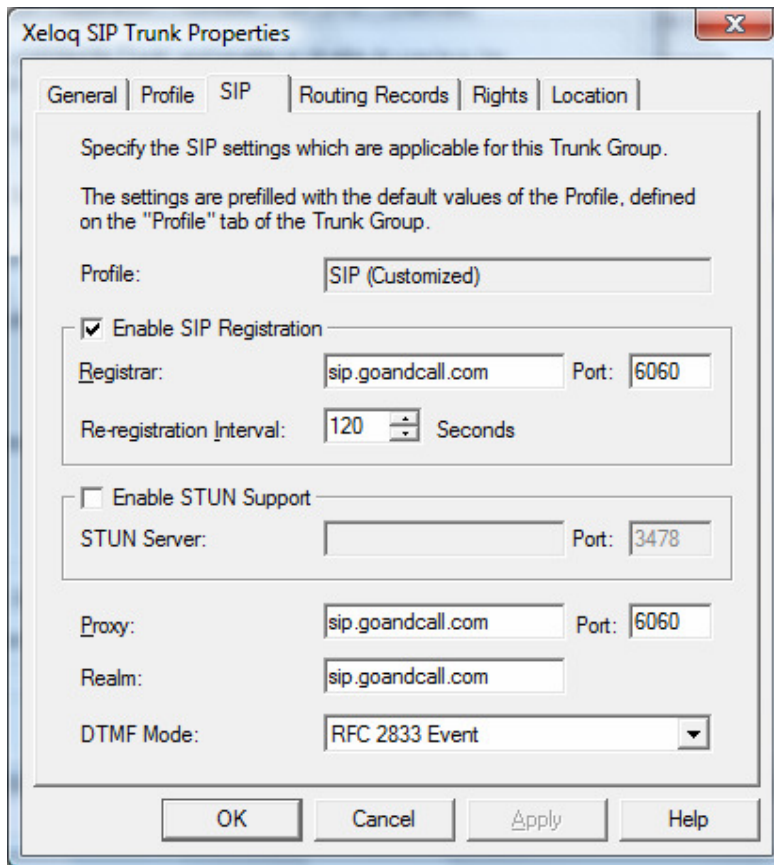 Xeloq SIP Trunk Properties
General Profile SIP Routing Records Rights Location
Specify the SIP settings which are applicable for this Trunk Group.
The settings are prefilled with the default values of the Profile, defined
on the "Profile" tab of the Trunk Group.
Profile: SIP (Customized)
Enable SIP Registration
Registrar: sip.goandcall.com Port: 6060
Re-registration Interval: 120 Seconds
Enable STUN Support
STUN Server: Port: 3478
Proxy: sip.goandcall.com Port: 6060
Realm: sip.goandcall.com
DTMF Mode: RFC 2833 Event
OK Cancel Apply Help